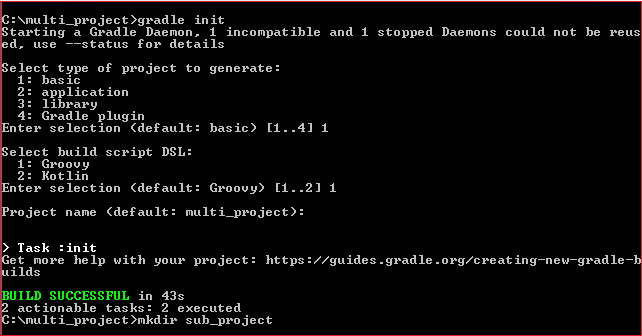 C:\multi_project>gradle init
Starting a Gradle Daemon, 1 incompatible and 1 stopped Daemons could not be reus
ed, use --status for details
Select type of project to generate:
1: basic
2: application
3: library
4: Gradle plugin
Enter selection (default: basic) [1..4] 1
Select build script DSL:
1: Groovy
2: Kotlin
Enter selection (default: Groovy) [1..2] 1
Project name (default: multi_project):
> Task :init
Get more help with your project: https://guides.gradle.org/creating-new-gradle-b
uilds
BUILD SUCCESSFUL in 43s
2 actionable tasks: 2 executed
C:\multi_project>mkdir sub_project